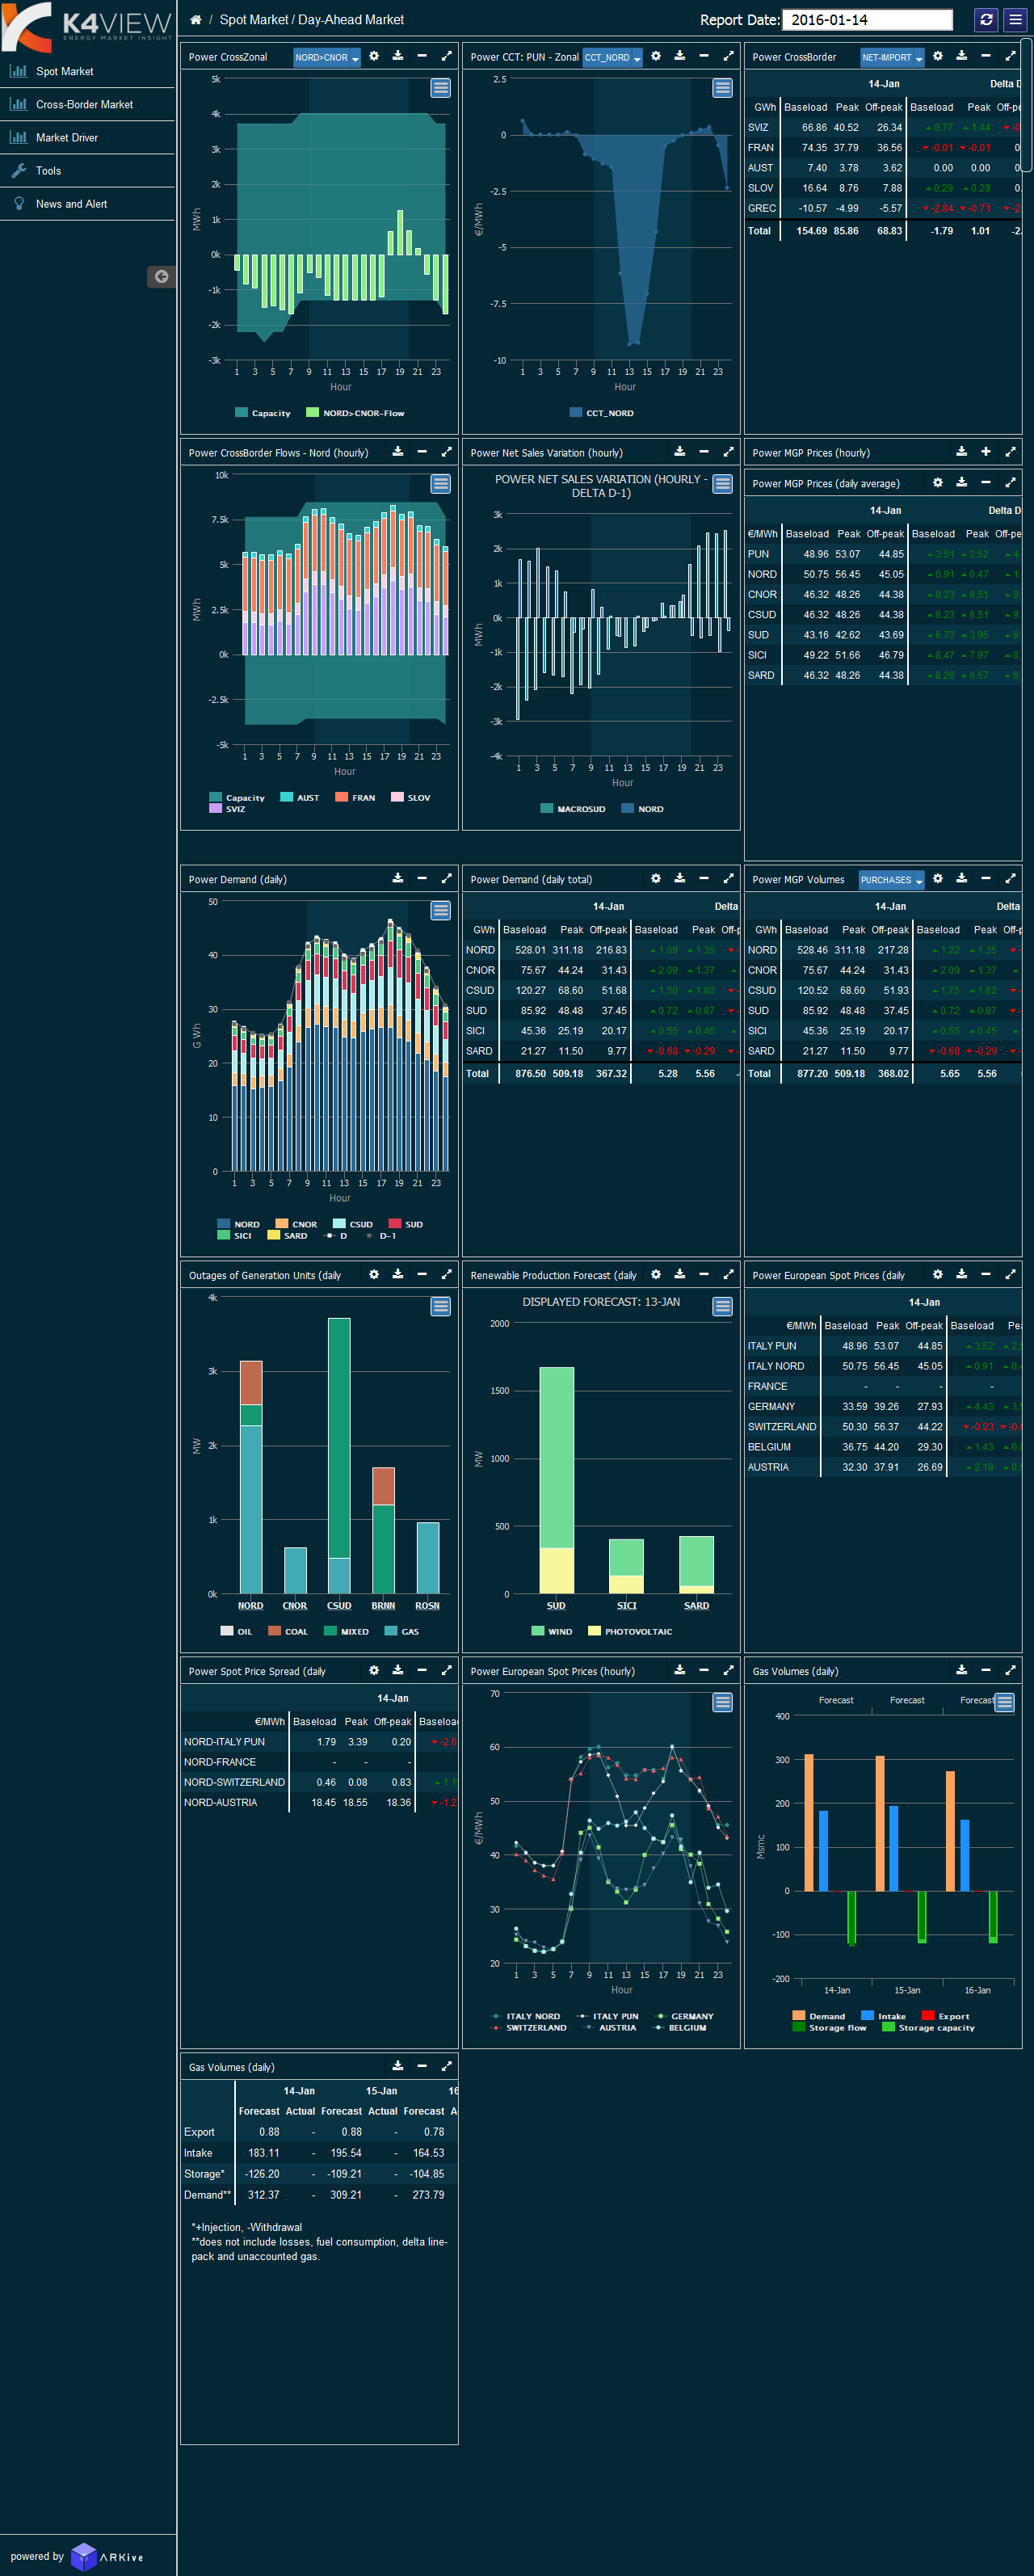 K4VIEW
ENERGY MARKET INSIGHT
/ Spot Market / Day-Ahead Market
Report Date: 2016-01-14
Spot Market
Cross-Border Market
Market Driver
Tools
News and Alert
Power CrossZonal NORD>CNOR
5k
4k
3k
2k
1k
0k
-1k
-2k
-3k
MWh
1 3 5 7 9 11 13 15 17 19 21 23
Hour
Capacity NORD>CNOR-Flow
Power CCT: PUN - Zonal CCT_NORD
2.5
0
-2.5
-5
-7.5
-10
€/MWh
1 3 5 7 9 11 13 15 17 19 21 23
Hour
CCT_NORD
Power CrossBorder NET-IMPORT
14-Jan Delta D
GWh Baseload Peak Off-peak Baseload Peak Off-p
SVIZ 66.86 40.52 26.34 0.77 1.44
FRAN 74.35 37.79 36.56 -0.01 -0.01 0
AUST 7.40 3.78 3.62 0.00 0.00 0
SLOV 16.64 8.76 7.88 0.29 0.29 0.
GREC -10.57 -4.99 -5.57 -2.84 -0.71 -2.
Total 154.69 85.86 68.83 -1.79 1.01 -2.
Power CrossBorder Flows - Nord (hourly)
10k
7.5k
5k
2.5k
0k
-2.5k
-5k
MWh
1 3 5 7 9 11 13 15 17 19 21 23
Hour
Capacity AUST FRAN SLOV
SVIZ
Power Net Sales Variation (hourly)
POWER NET SALES VARIATION (HOURLY -
DELTA D-1)
3k
2k
1k
0k
-1k
-2k
-3k
-4k
MWh
1 3 5 7 9 11 13 15 17 19 21 23
Hour
MACROSUD NORD
Power MGP Prices (hourly)
Power MGP Prices (daily average)
14-Jan Delta D
€/MWh Baseload Peak Off-peak Baseload Peak Off-pe
PUN 48.96 53.07 44.85 3.51 2.52 4.
NORD 50.75 56.45 45.05 0.91 0.47 1
CNOR 46.32 48.26 44.38 8.23 6.51 9.
CSUD 46.32 48.26 44.38 8.23 6.51 9.
SUD 43.16 42.62 43.69 6.73 3.95 9.
SICI 49.22 51.66 46.79 8.47 7.97 8.
SARD 46.32 48.26 44.38 8.26 6.57 9.
Power Demand (daily)
50
40
30
20
10
0
G Wh
1 3 5 7 9 11 13 15 17 19 21 23
Hour
NORD CNOR CSUD SUD
SICI SARD D D-1
Power Demand (daily total)
14-Jan Delta
GWh Baseload Peak Off-peak Baseload Peak Off-p
NORD 528.01 311.18 216.83 1.09 1.35
CNOR 75.67 44.24 31.43 2.09 1.37
CSUD 120.27 68.60 51.68 1.50 1.82
SUD 85.92 48.48 37.45 0.72 0.87
SICI 45.36 25.19 20.17 0.55 0.45
SARD 21.27 11.50 9.77 -0.68 -0.29
Total 876.50 509.18 367.32 5.28 5.56
Power MGP Volumes PURCHASES
14-Jan Delta
GWh Baseload Peak Off-peak Baseload Peak Off-p
NORD 528.46 311.18 217.28 1.22 1.35
CNOR 75.67 44.24 31.43 2.09 1.37
CSUD 120.52 68.60 51.93 1.75 1.82
SUD 85.92 48.48 37.45 0.72 0.87
SICI 45.36 25.19 20.17 0.55 0.45
SARD 21.27 11.50 9.77 -0.68 -0.29
Total 877.20 509.18 368.02 5.65 5.56
Outages of Generation Units (daily
4k
3k
2k
1k
0k
MW
NORD CNOR CSUD BRNN ROSN
OIL COAL MIXED GAS
Renewable Production Forecast (daily
DISPLAYED FORECAST: 13-JAN
2000
1500
1000
500
0
MW
SUD SICI SARD
WIND PHOTOVOLTAIC
Power European Spot Prices (daily
14-Jan
€/MWh Baseload Peak Off-peak Baseload Pea
ITALY PUN 48.96 53.07 44.85 3.52
ITALY NORD 50.75 56.45 45.05 0.91
FRANCE - - - -
GERMANY 33.59 39.26 27.93 4.43
SWITZERLAND 50.30 56.37 44.22 -0.23
BELGIUM 36.75 44.20 29.30 1.43
AUSTRIA 32.30 37.91 26.69 2.18
Power Spot Price Spread (daily
14-Jan
€/MWh Baseload Peak Off-peak Baseload
NORD-ITALY PUN 1.79 3.39 0.20 -2.6
NORD-FRANCE - - -
NORD-SWITZERLAND 0.46 0.08 0.83 1.1
NORD-AUSTRIA 18.45 18.55 18.36 -1.2
Power European Spot Prices (hourly)
70
60
50
40
30
20
€/MWh
1 3 5 7 9 11 13 15 17 19 21 23
Hour
ITALY NORD ITALY PUN GERMANY
SWITZERLAND AUSTRIA BELGIUM
Gas Volumes (daily)
Forecast Forecast Forecast
400
300
200
100
0
-100
-200
Msmc
14-Jan 15-Jan 16-Jan
Demand Intake Export
Storage flow Storage capacity
Gas Volumes (daily)
14-Jan 15-Jan 16
Forecast Actual Forecast Actual Forecast A
Export 0.88 - 0.88 - 0.78
Intake 183.11 - 195.54 - 164.53
Storage* -126.20 - -109.21 - -104.85
Demand** 312.37 - 309.21 - 273.79
*+Injection, -Withdrawal
**does not include losses, fuel consumption, delta line-
pack and unaccounted gas.
powered by ARKive